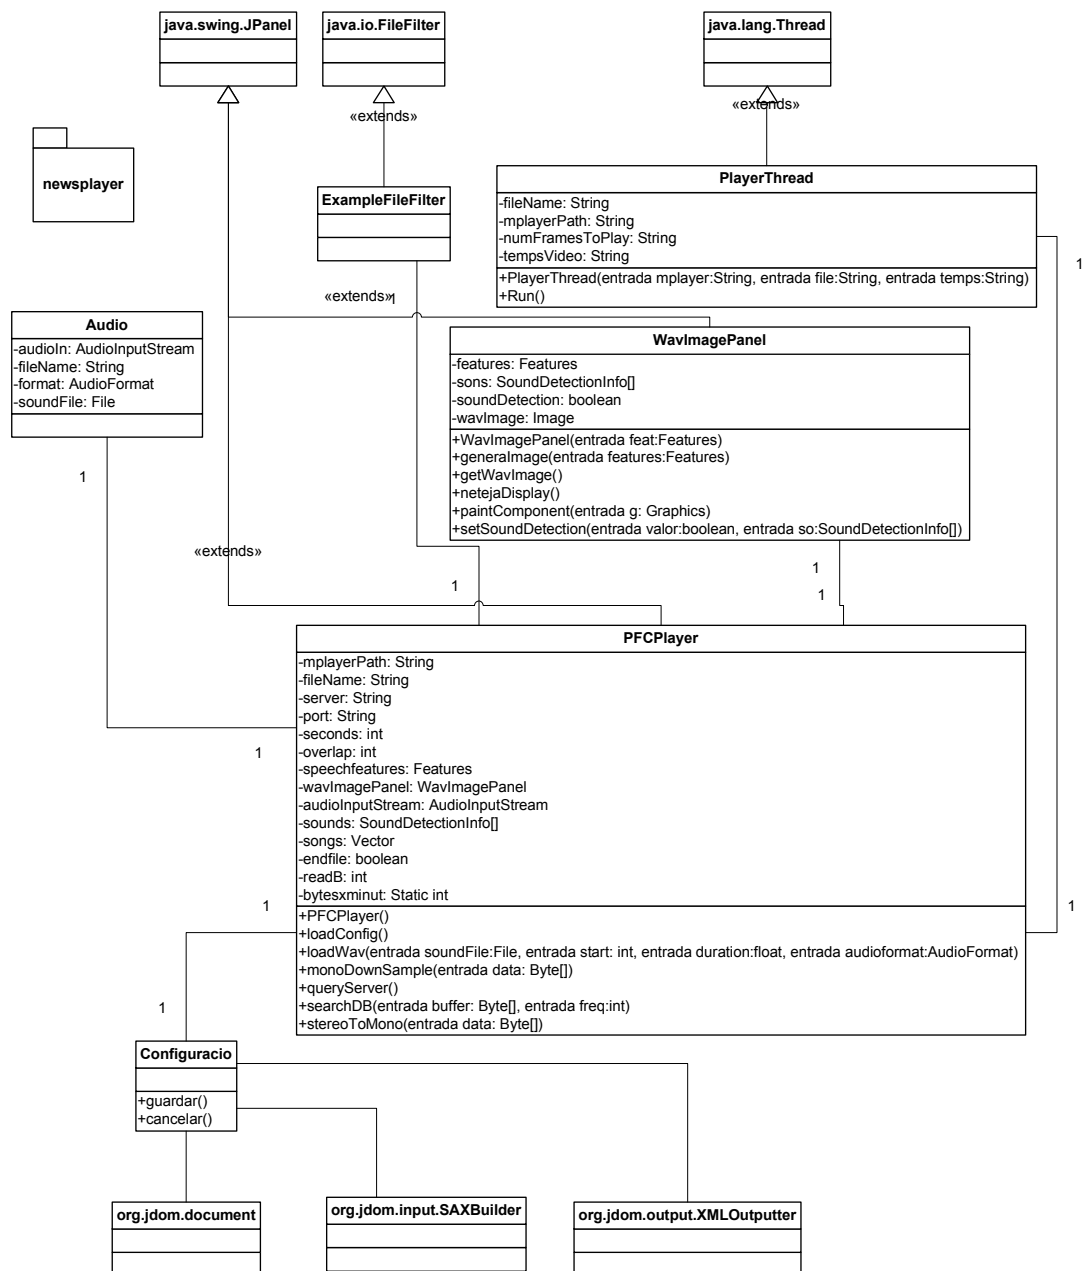 java.swing.JPanel
java.io.FileFilter
java.lang.Thread
«extends»
«extends»
newsplayer
ExampleFileFilter
PlayerThread
-fileName: String
-mplayerPath: String
-numFramesToPlay: String
-tempsVideo: String
+PlayerThread(entrada mplayer:String, entrada file:String, entrada temps:String)
+Run()
1
«extends»
1
Audio
-audioIn: AudioInputStream
-fileName: String
-format: AudioFormat
-soundFile: File
1
WavImagePanel
-features: Features
-sons: SoundDetectionInfo[]
-soundDetection: boolean
-wavImage: Image
+WavImagePanel(entrada feat:Features)
+generaImage(entrada features:Features)
+getWavImage()
+netejaDisplay()
+paintComponent(entrada g: Graphics)
+setSoundDetection(entrada valor:boolean, entrada so:SoundDetectionInfo[])
«extends»
1
1
1
PFCPlayer
-mplayerPath: String
-fileName: String
-server: String
-port: String
-seconds: int
-overlap: int
-speechfeatures: Features
-wavImagePanel: WavImagePanel
-audioInputStream: AudioInputStream
-sounds: SoundDetectionInfo[]
-songs: Vector
-endfile: boolean
-readB: int
-bytesxminut: Static int
+PFCPlayer()
+loadConfig()
+loadWav(entrada soundFile:File, entrada start: int, entrada duration:float, entrada audioformat:AudioFormat)
+monoDownSample(entrada data: Byte[])
+queryServer()
+searchDB(entrada buffer: Byte[], entrada freq:int)
+stereoToMono(entrada data: Byte[])
1
1
1
1
Configuracio
+guardar()
+cancelar()
org.jdom.document
org.jdom.input.SAXBuilder
org.jdom.output.XMLOutputter